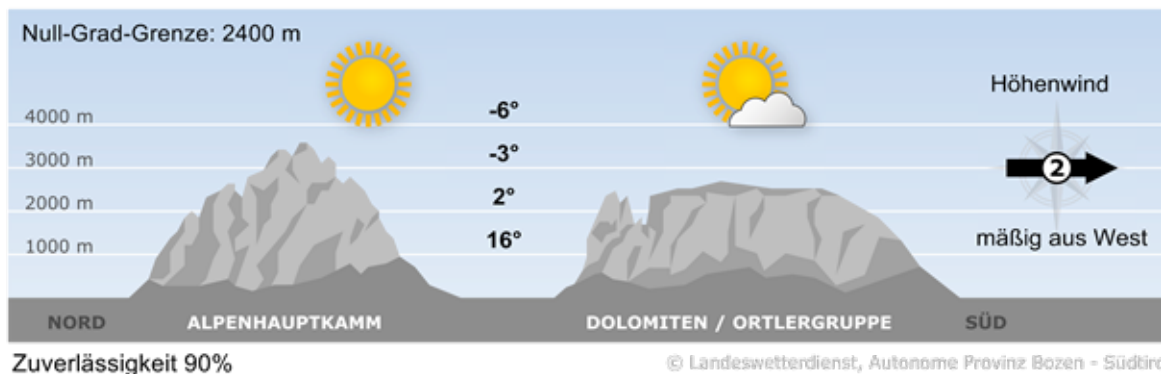 Null-Grad-Grenze: 2400 m
Höhenwind
4000 m
-6°
3000 m
-3°
2
2000 m
2°
mäßig aus West
1000 m
16°
NORD ALPENHAUPTKAMM DOLOMITEN / ORTLERGRUPPE SÜD
Zuverlässigkeit 90%
© Landeswetterdienst, Autonome Provinz Bozen - Südtiro